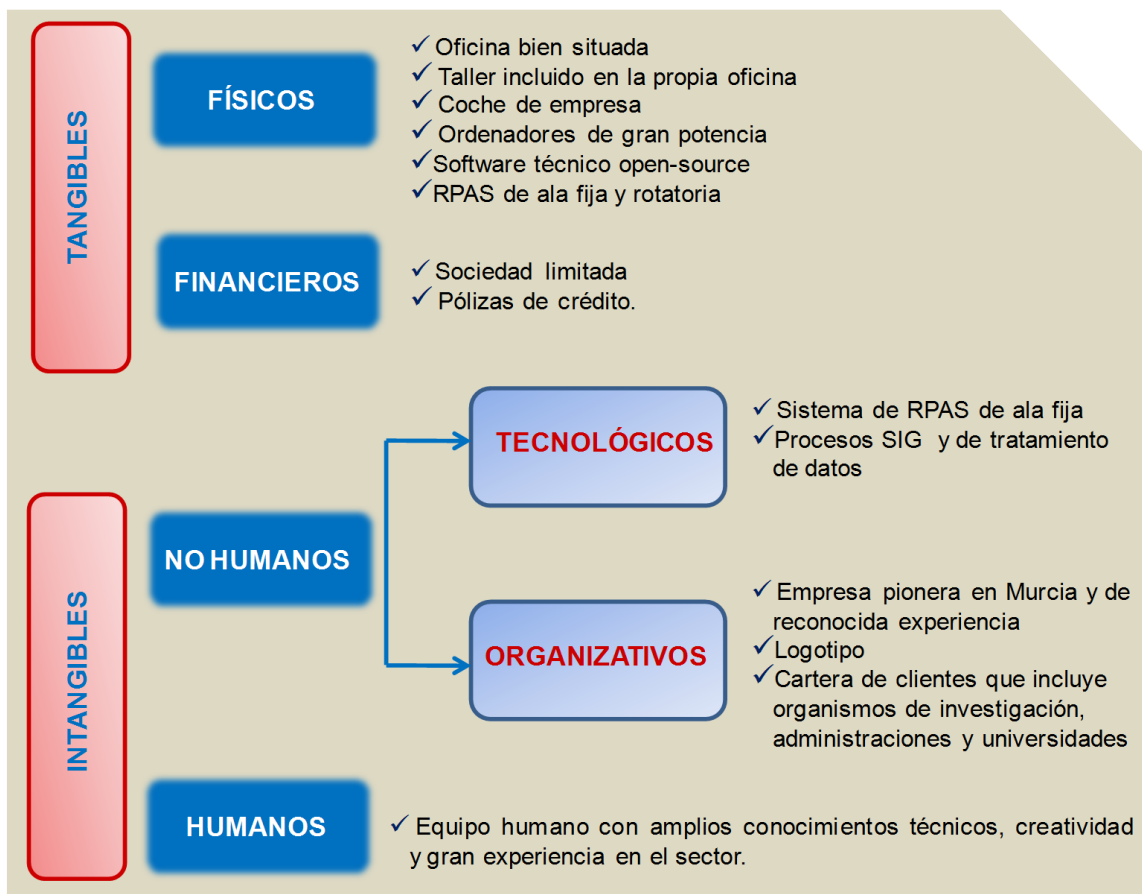 TANGIBLES
FÍSICOS
✓ Oficina bien situada
✓ Taller incluido en la propia oficina
✓ Coche de empresa
✓ Ordenadores de gran potencia
✓ Software técnico open-source
✓ RPAS de ala fija y rotatoria
FINANCIEROS
✓ Sociedad limitada
✓ Pólizas de crédito.
INTANGIBLES
NO HUMANOS
TECNOLÓGICOS
✓ Sistema de RPAS de ala fija
✓ Procesos SIG y de tratamiento
de datos
ORGANIZATIVOS
✓ Empresa pionera en Murcia y de
reconocida experiencia
✓ Logotipo
✓ Cartera de clientes que incluye
organismos de investigación,
administraciones y universidades
HUMANOS
✓ Equipo humano con amplios conocimientos técnicos, creatividad
y gran experiencia en el sector.